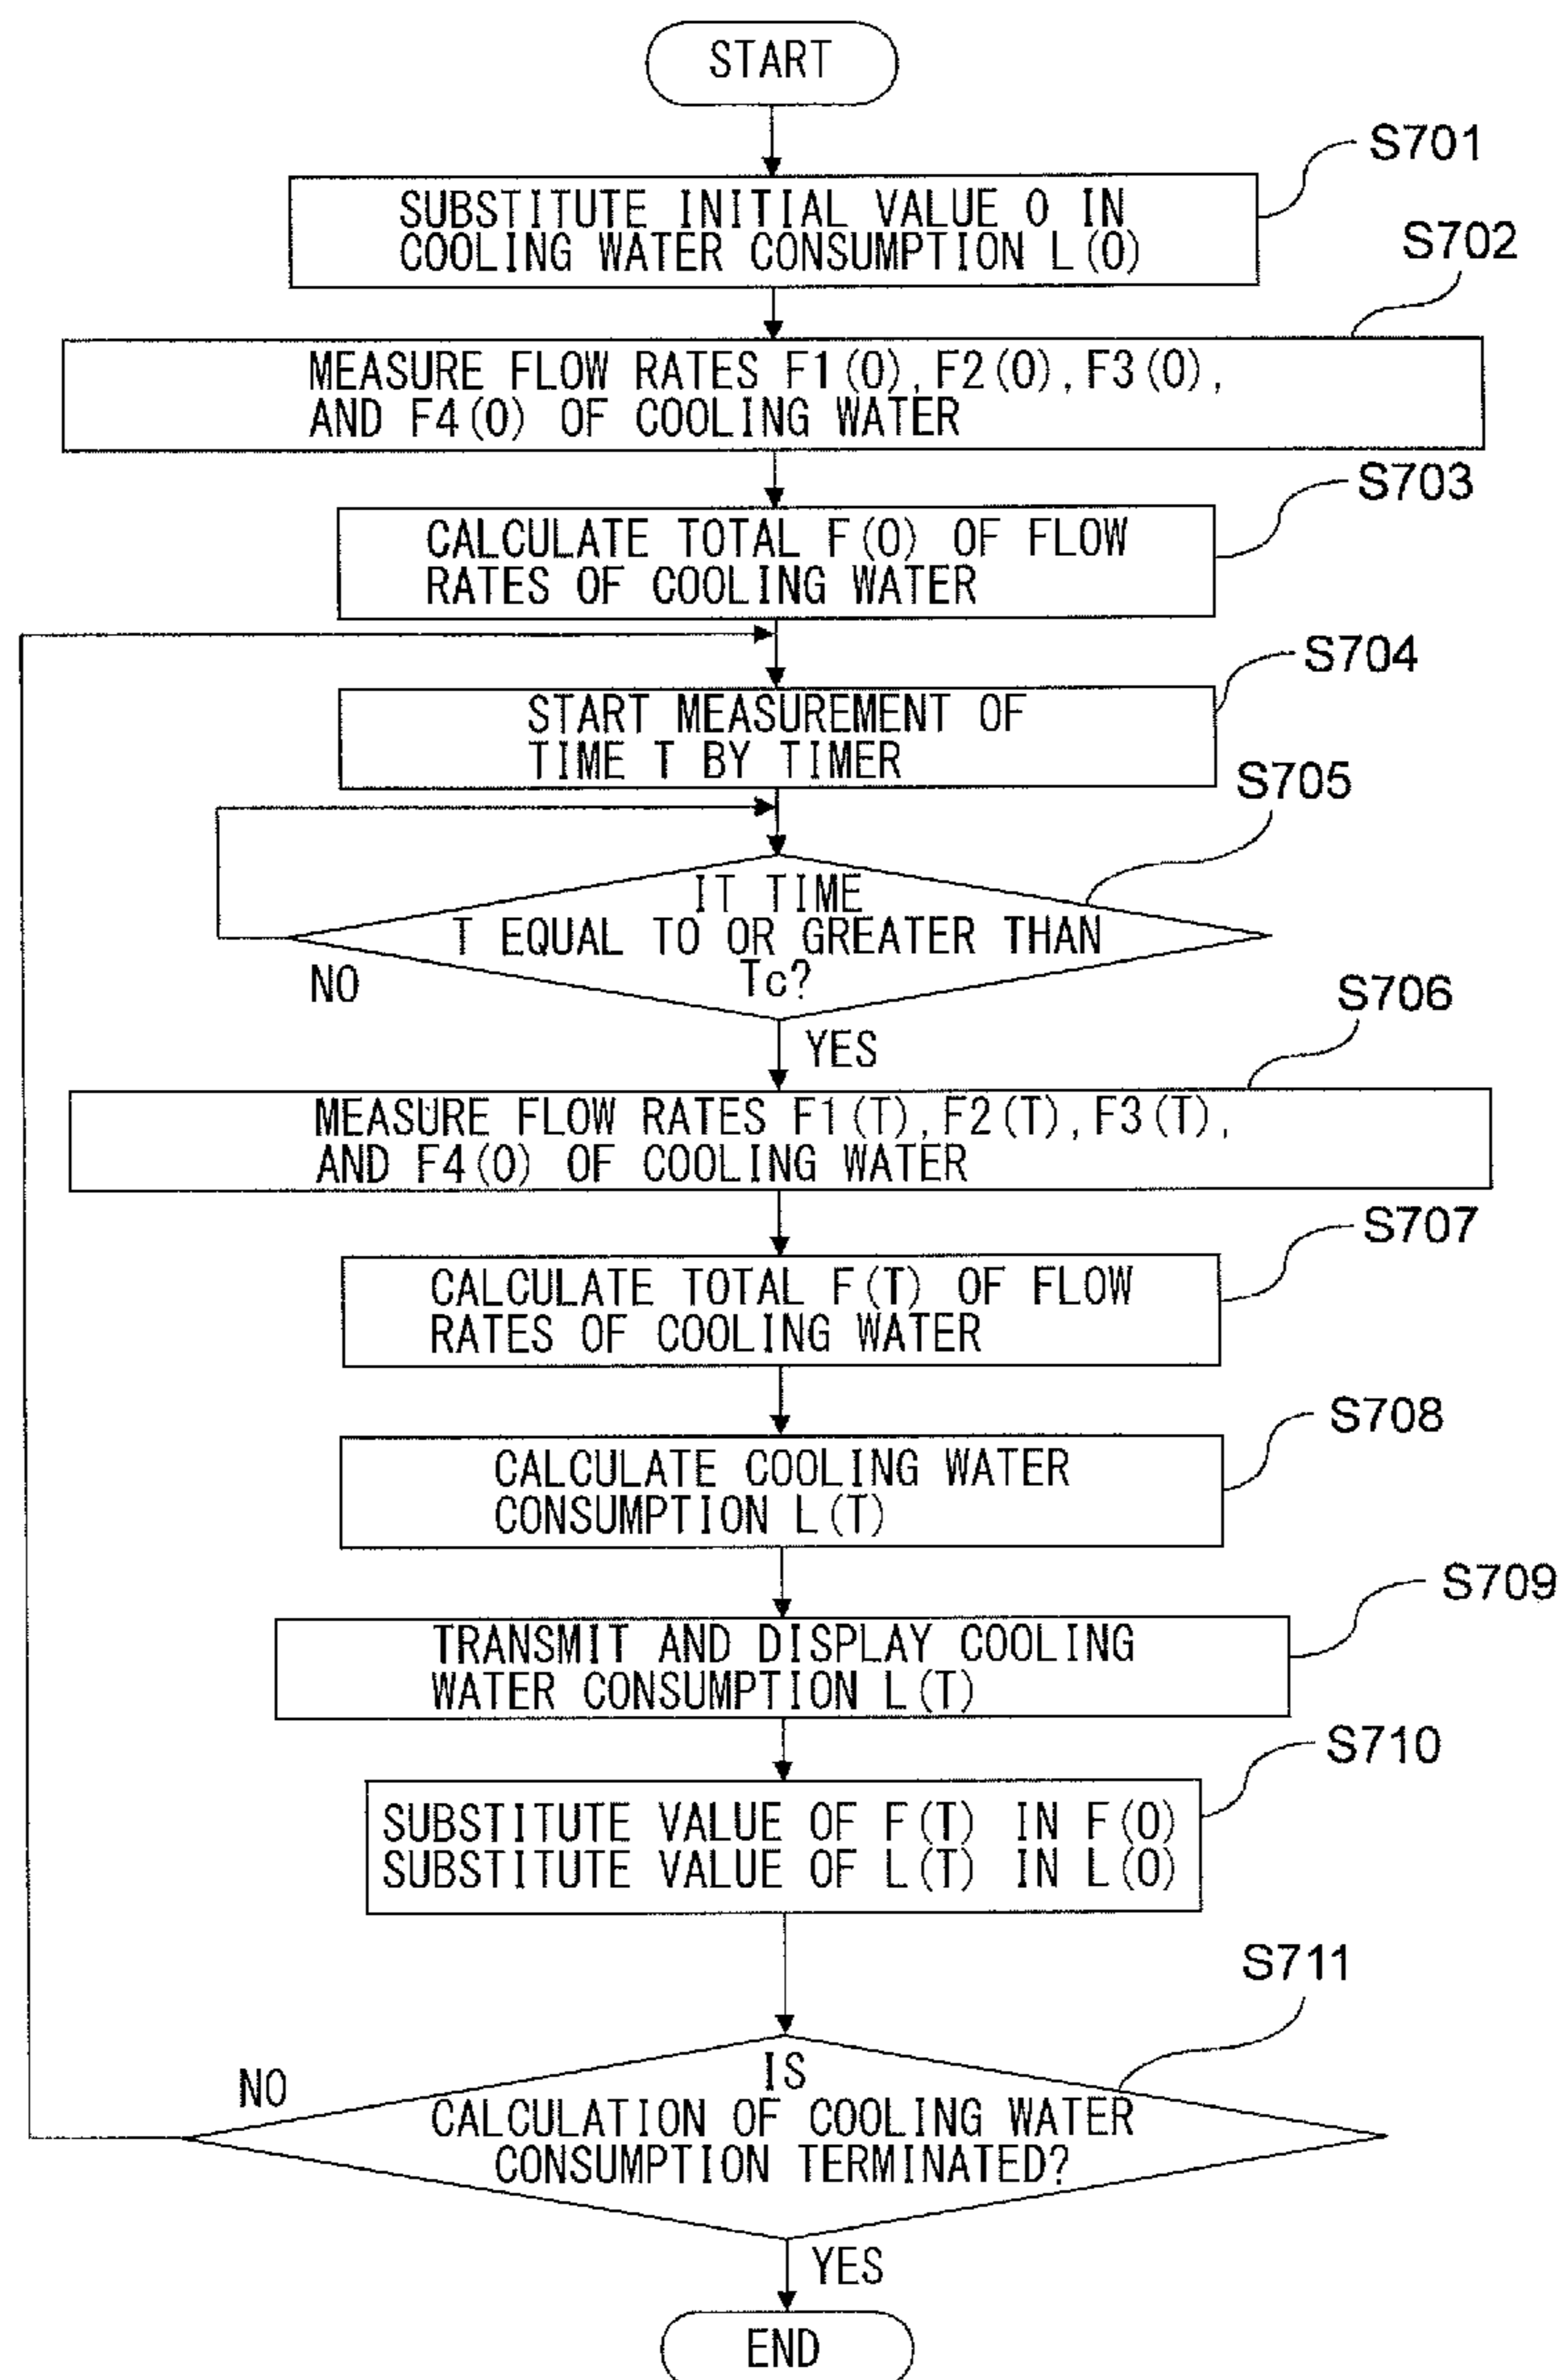 START
S701
SUBSTITUTE INITIAL VALUE 0 IN
COOLING WATER CONSUMPTION L(0)
S702
MEASURE FLOW RATES F1(0), F2(0), F3(0),
AND F4(0) OF COOLING WATER
S703
CALCULATE TOTAL F(0) OF FLOW
RATES OF COOLING WATER
S704
START MEASUREMENT OF
TIME T BY TIMER
S705
IT TIME
T EQUAL TO OR GREATER THAN
Tc?
NO
YES
S706
MEASURE FLOW RATES F1(T), F2(T), F3(T),
AND F4(0) OF COOLING WATER
S707
CALCULATE TOTAL F(T) OF FLOW
RATES OF COOLING WATER
S708
CALCULATE COOLING WATER
CONSUMPTION L(T)
S709
TRANSMIT AND DISPLAY COOLING
WATER CONSUMPTION L(T)
S710
SUBSTITUTE VALUE OF F(T) IN F(0)
SUBSTITUTE VALUE OF L(T) IN L(0)
S711
NO
IS
CALCULATION OF COOLING WATER
CONSUMPTION TERMINATED?
YES
END